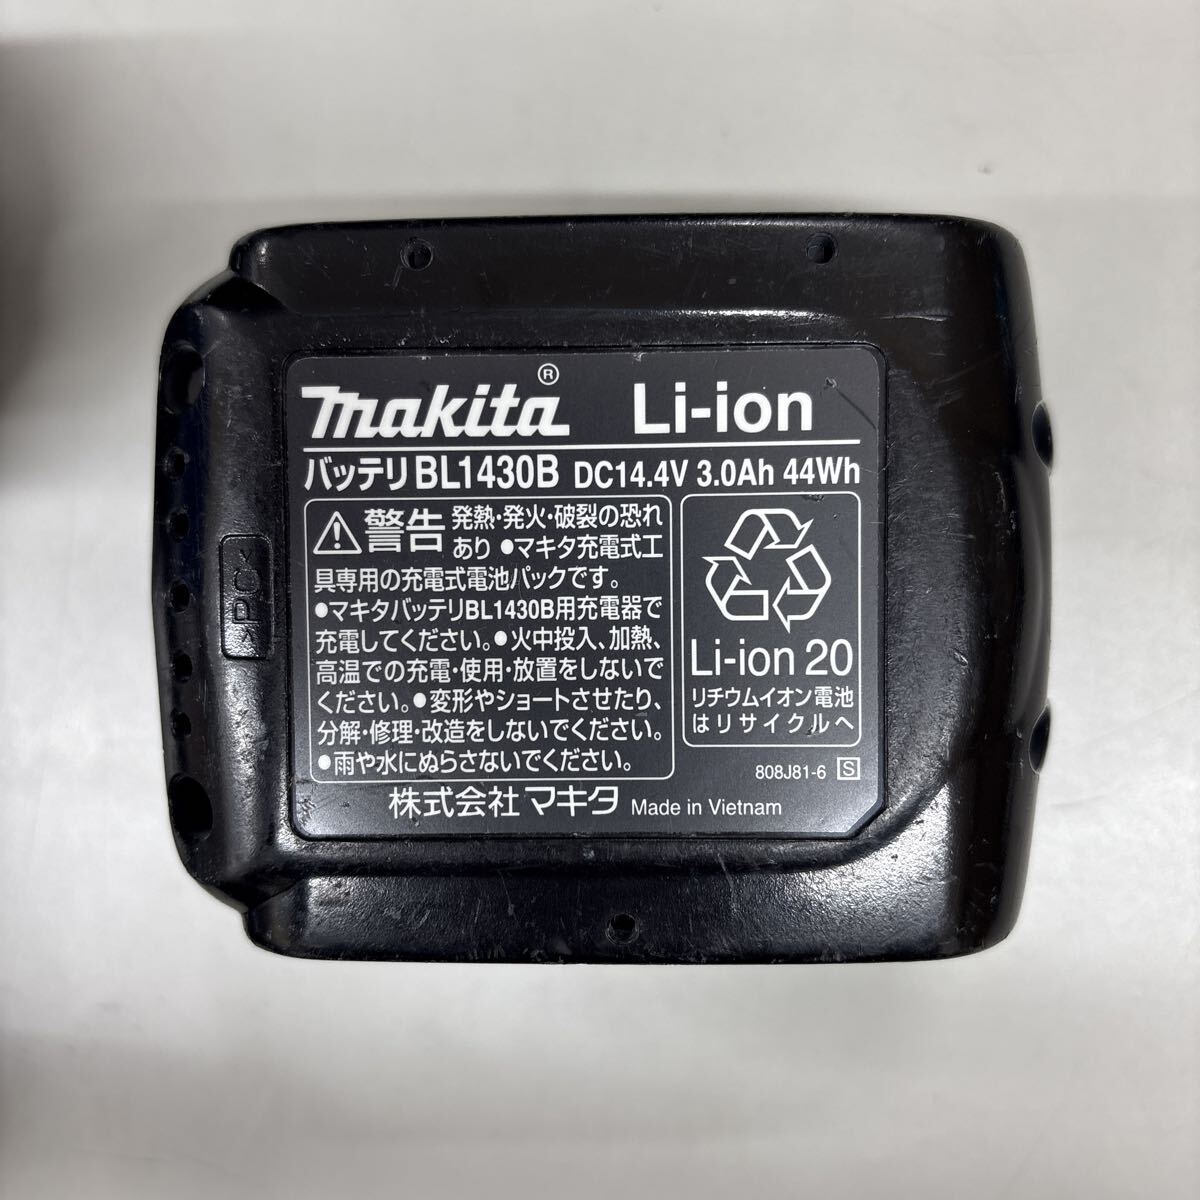 makita® Li-ion
バッテリ BL1430B DC14.4V 3.0Ah 44Wh
警告 発熱・発火・破裂の恐れ
あり ●マキタ充電式工
具専用の充電式電池パックです。
●マキタバッテリBL1430B用充電器で
充電してください。●火中投入、加熱、
高温での充電・使用・放置をしないで
ください。●変形やショートさせたり、
分解・修理・改造をしないでください。
●雨や水にぬらさないでください。
Li-ion 20
リチウムイオン電池
はリサイクルへ
808J81-6 S
株式会社 マキタ Made in Vietnam
>PC<